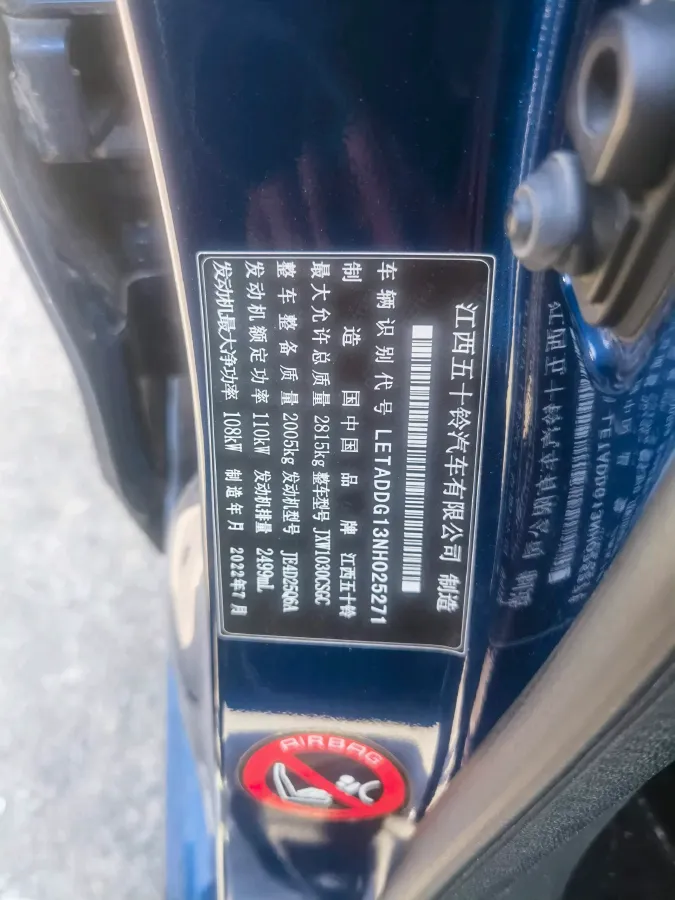 江西五十铃汽车有限公司 制造
车辆识别代号 LETADDG13NH025271
制造国 中国 品牌 江西五十铃
最大允许总质量 2815kg 整车型号 JXW1030CSGC
整车整备质量 2005kg 发动机型号 JE4D25Q6A
发动机额定功率 110kW 发动机排量 2499mL
发动机最大净功率 108kW 制造年月 2022年7月
AIRBAG